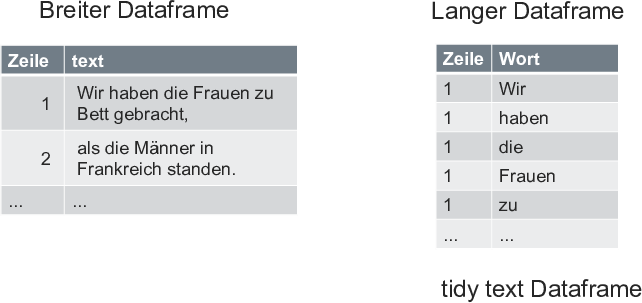 Breiter Dataframe
Zeile text
1 Wir haben die Frauen zu
Bett gebracht,
2 als die Männer in
Frankreich standen.
... ...
Langer Dataframe
Zeile Wort
1 Wir
1 haben
1 die
1 Frauen
1 zu
... ...
tidy text Dataframe